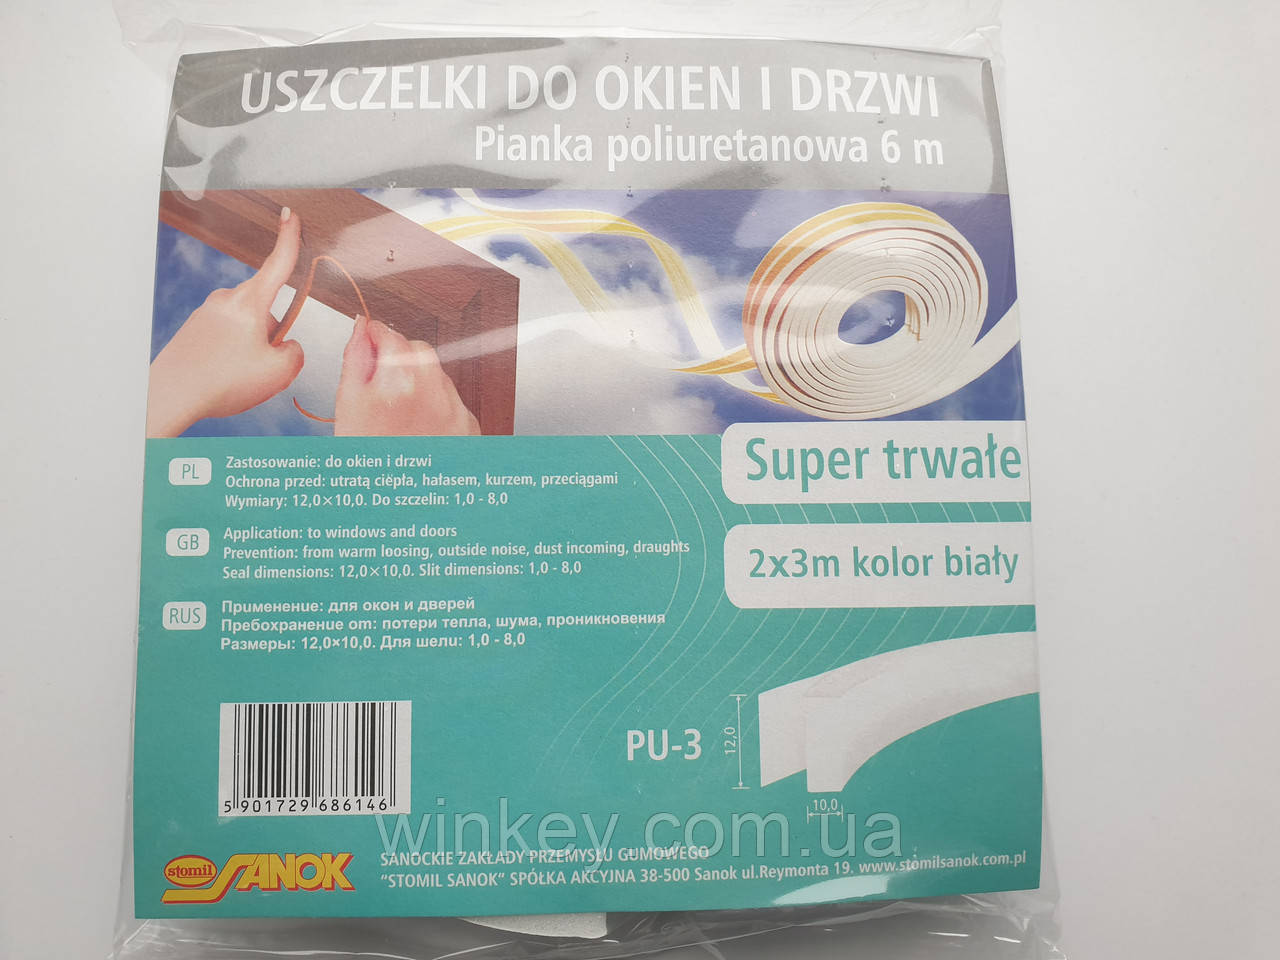 USZCZELKI DO OKIEN I DRZWI
Pianka poliuretanowa 6 m
PL
Zastosowanie: do okien i drzwi
Ochrona przed: utratą ciepła, hałasem, kurzem, przeciągami
Wymiary: 12,0×10,0. Do szczelin: 1,0 - 8,0
GB
Application: to windows and doors
Prevention: from warm loosing, outside noise, dust incoming, draughts
Seal dimensions: 12,0×10,0. Slit dimensions: 1,0 - 8,0
RUS
Применение: для окон и дверей
Пребохранение от: потери тепла, шума, проникновения
Размеры: 12,0×10,0. Для шели: 1,0 - 8,0
Super trwałe
2x3m kolor biały
PU-3
12,0
10,0
5 901729 686146
winkey.com.ua
stomil SANOK
SANOCKIE ZAKŁADY PRZEMYSŁU GUMOWEGO
"STOMIL SANOK" SPÓŁKA AKCYJNA 38-500 Sanok ul.Reymonta 19. www.stomilsanok.com.pl